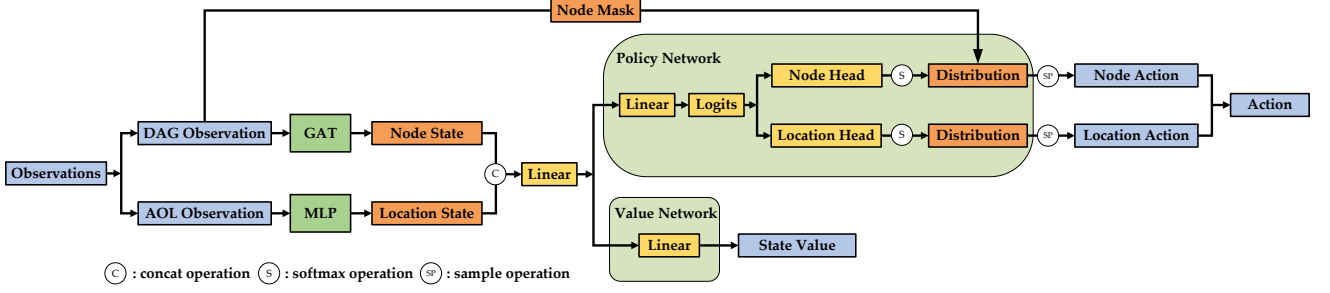 Node Mask
Policy Network
Node Head
S
Distribution
SP
Node Action
Linear
Logits
Action
DAG Observation
GAT
Node State
Location Head
S
Distribution
SP
Location Action
Observations
C
Linear
AOL Observation
MLP
Location State
Value Network
Linear
State Value
C : concat operation S : softmax operation SP : sample operation